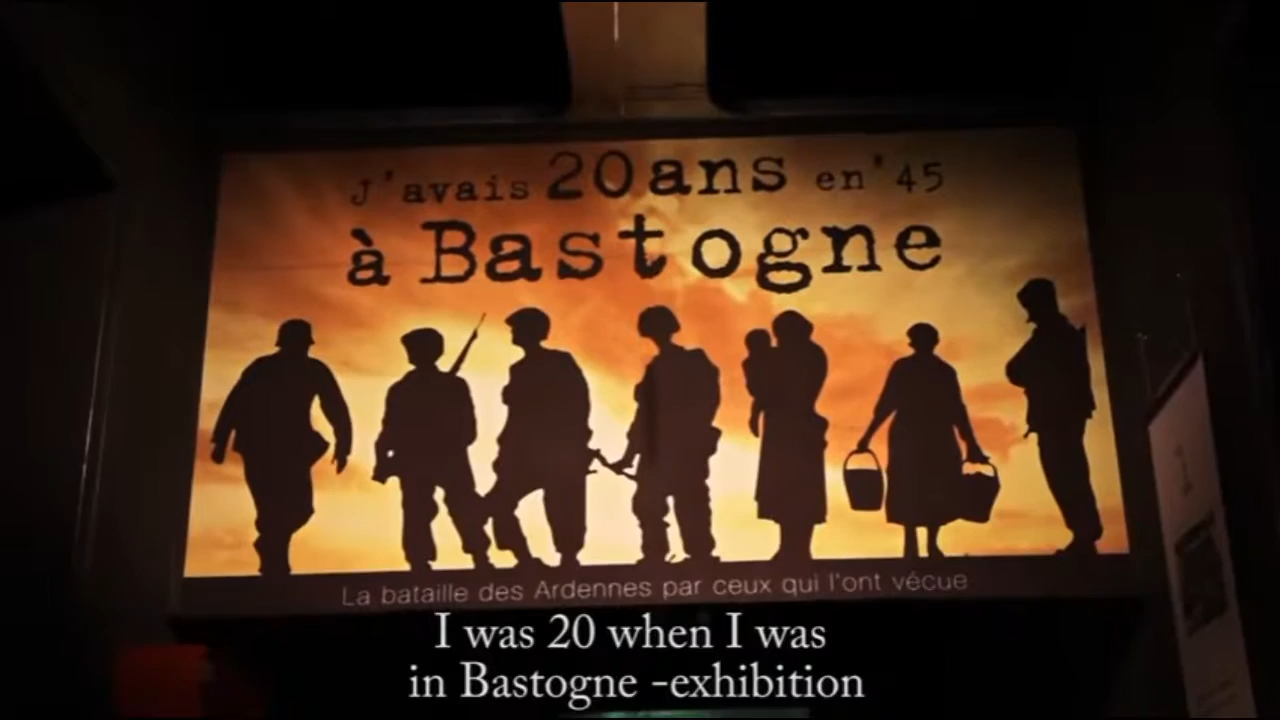 J'avais 20 ans en '45
à Bastogne
La bataille des Ardennes par ceux qui l'ont vécue
I was 20 when I was
in Bastogne -exhibition